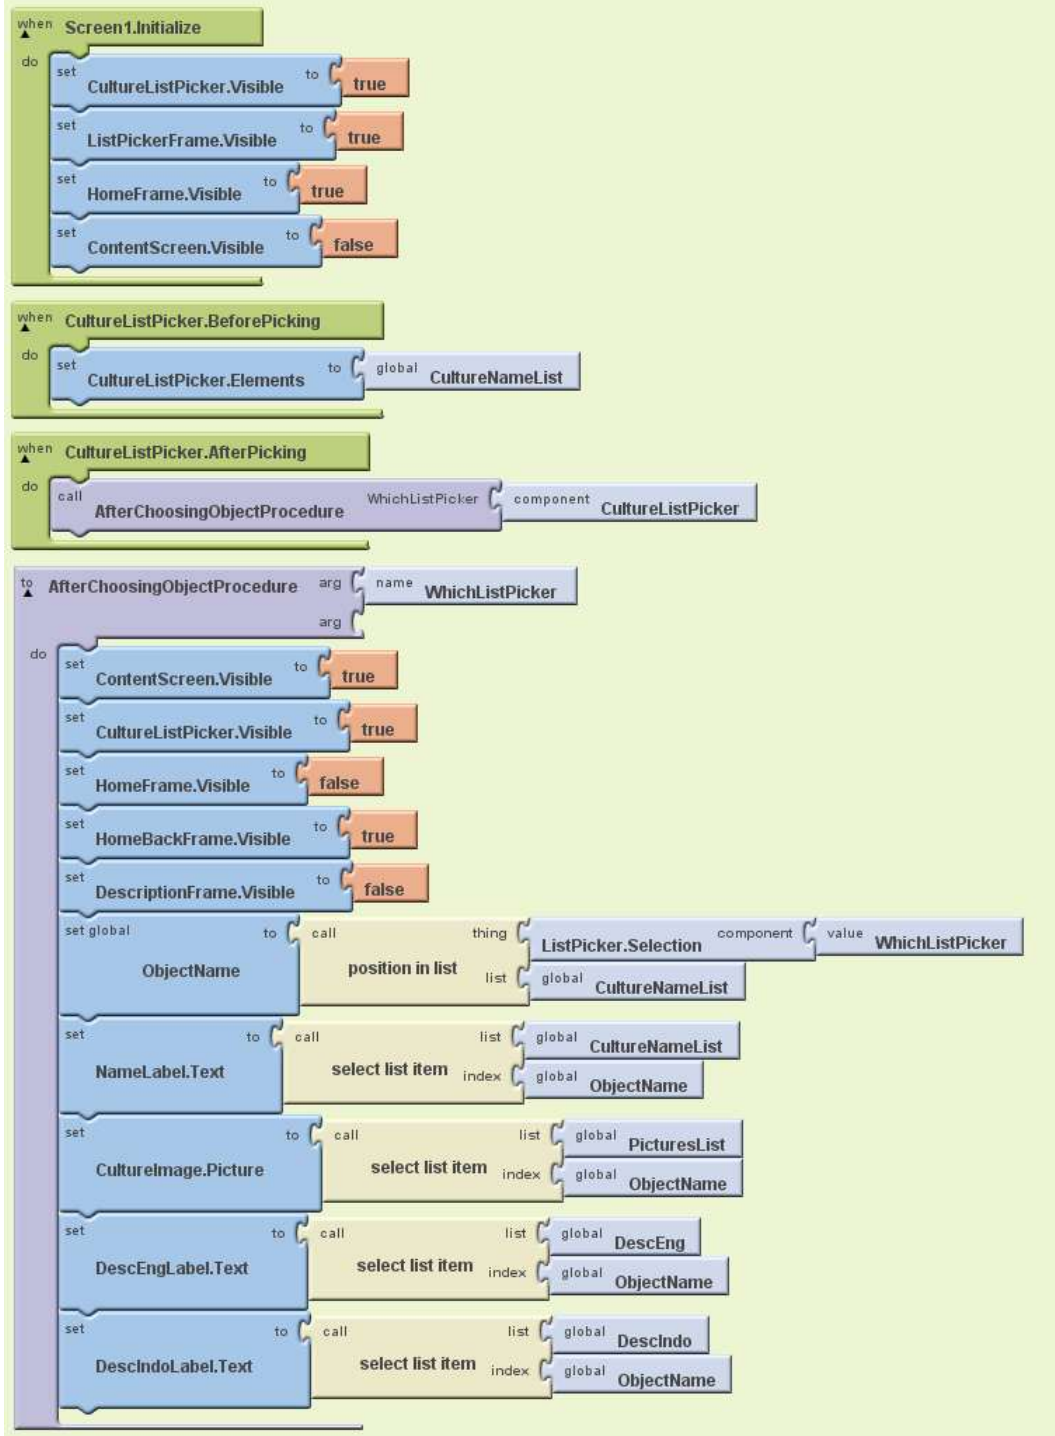 when Screen1.Initialize
do
set CultureListPicker.Visible to true
set ListPickerFrame.Visible to true
set HomeFrame.Visible to true
set ContentScreen.Visible to false
when CultureListPicker.BeforePicking
do
set CultureListPicker.Elements to global CultureNameList
when CultureListPicker.AfterPicking
do
call AfterChoosingObjectProcedure WhichListPicker component CultureListPicker
to AfterChoosingObjectProcedure arg name WhichListPicker
arg
do
set ContentScreen.Visible to true
set CultureListPicker.Visible to true
set HomeFrame.Visible to false
set HomeBackFrame.Visible to true
set DescriptionFrame.Visible to false
set global ObjectName to call position in list thing ListPicker.Selection component value WhichListPicker
list global CultureNameList
set NameLabel.Text to call select list item list global CultureNameList
index global ObjectName
set CultureImage.Picture to call select list item list global PicturesList
index global ObjectName
set DescEngLabel.Text to call select list item list global DescEng
index global ObjectName
set DescIndoLabel.Text to call select list item list global DescIndo
index global ObjectName